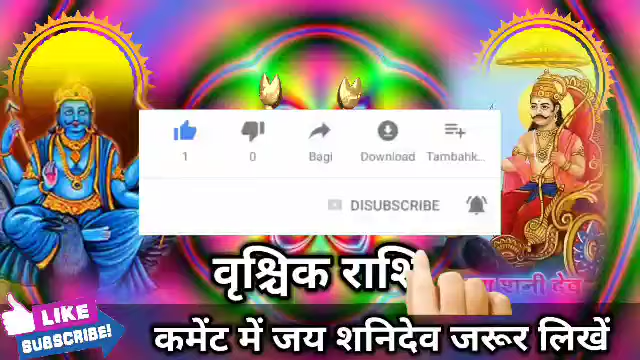 1 0 Bagi Download Tambahk...
DISUBSCRIBE
वृश्चिक राशि
शनी देव
LIKE
SUBSCRIBE!
कमेंट में जय शनिदेव जरूर लिखें